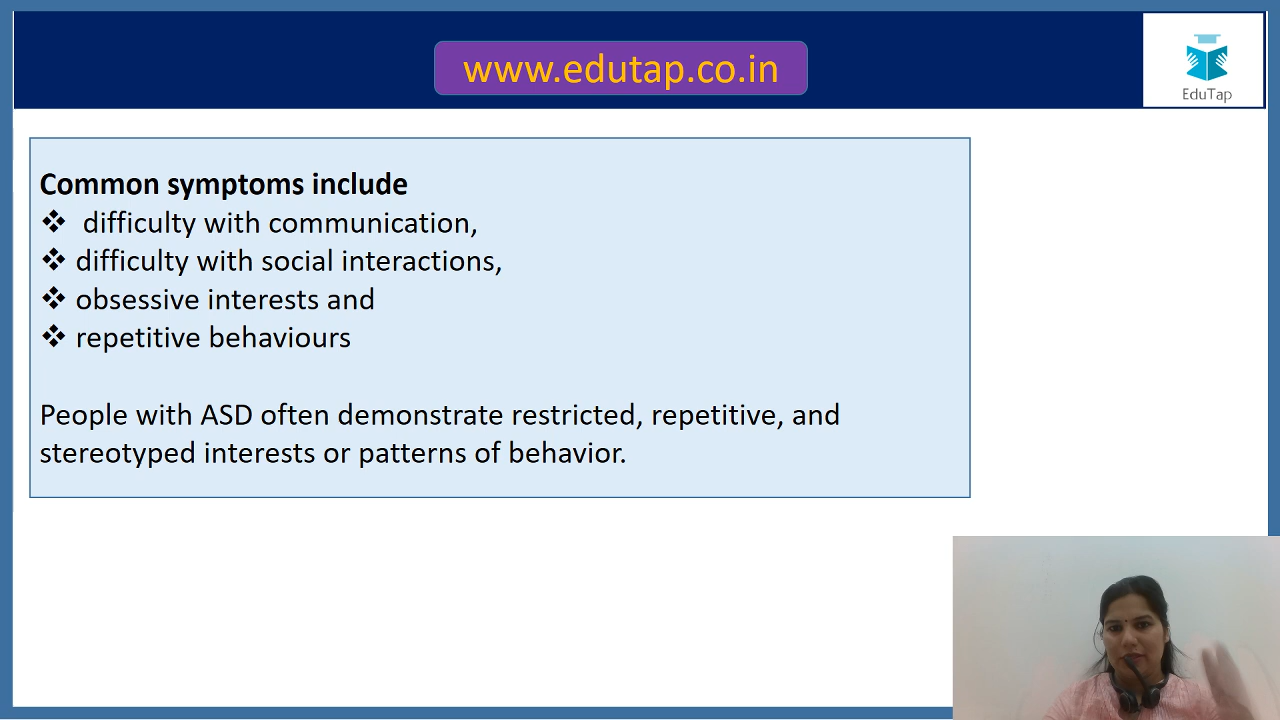 www.edutap.co.in
EduTap
Common symptoms include
❖ difficulty with communication,
❖ difficulty with social interactions,
❖ obsessive interests and
❖ repetitive behaviours
People with ASD often demonstrate restricted, repetitive, and
stereotyped interests or patterns of behavior.